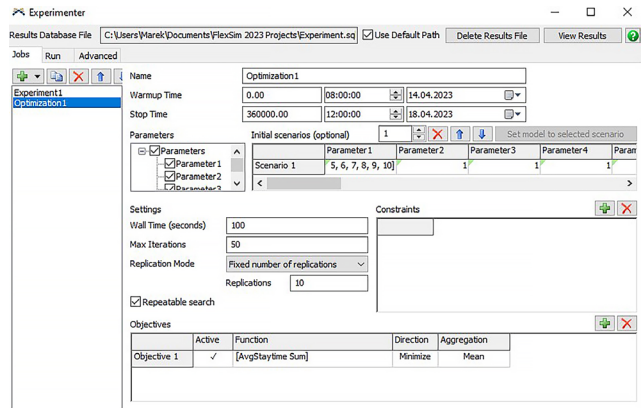 Experimenter
Results Database File C:\Users\Marek\Documents\FlexSim 2023 Projects\Experiment.sq Use Default Path Delete Results File View Results
Jobs Run Advanced
Experiment1
Optimization1
Name Optimization1
Warmup Time 0.00 08:00:00 14.04.2023
Stop Time 360000.00 12:00:00 18.04.2023
Parameters Initial scenarios (optional) 1 Set model to selected scenario
Parameters
Parameter1
Parameter2
Parameter3
Parameter1 Parameter2 Parameter3 Parameter4 Param
Scenario 1 5, 6, 7, 8, 9, 10] 1 1 1
Settings Constraints
Wall Time (seconds) 100
Max Iterations 50
Replication Mode Fixed number of replications
Replications 10
Repeatable search
Objectives
Active Function Direction Aggregation
Objective 1 ✓ [AvgStaytime Sum] Minimize Mean